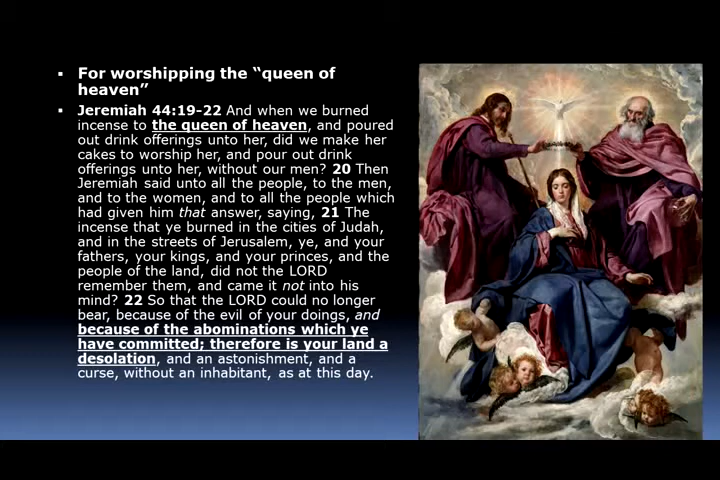 ▪ For worshipping the “queen of
heaven”
▪ Jeremiah 44:19-22 And when we burned
incense to the queen of heaven, and poured
out drink offerings unto her, did we make her
cakes to worship her, and pour out drink
offerings unto her, without our men? 20 Then
Jeremiah said unto all the people, to the men,
and to the women, and to all the people which
had given him that answer, saying, 21 The
incense that ye burned in the cities of Judah,
and in the streets of Jerusalem, ye, and your
fathers, your kings, and your princes, and the
people of the land, did not the LORD
remember them, and came it not into his
mind? 22 So that the LORD could no longer
bear, because of the evil of your doings, and
because of the abominations which ye
have committed; therefore is your land a
desolation, and an astonishment, and a
curse, without an inhabitant, as at this day.